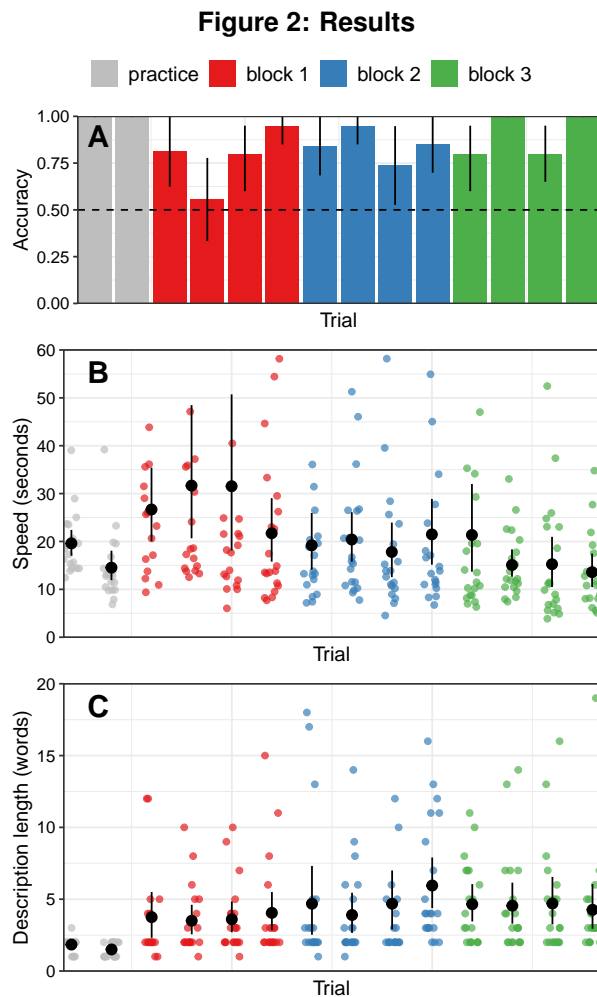 Figure 2: Results
practice block 1 block 2 block 3
A
Accuracy
1.00
0.75
0.50
0.25
0.00
Trial
B
Speed (seconds)
60
50
40
30
20
10
0
Trial
C
Description length (words)
20
15
10
5
0
Trial